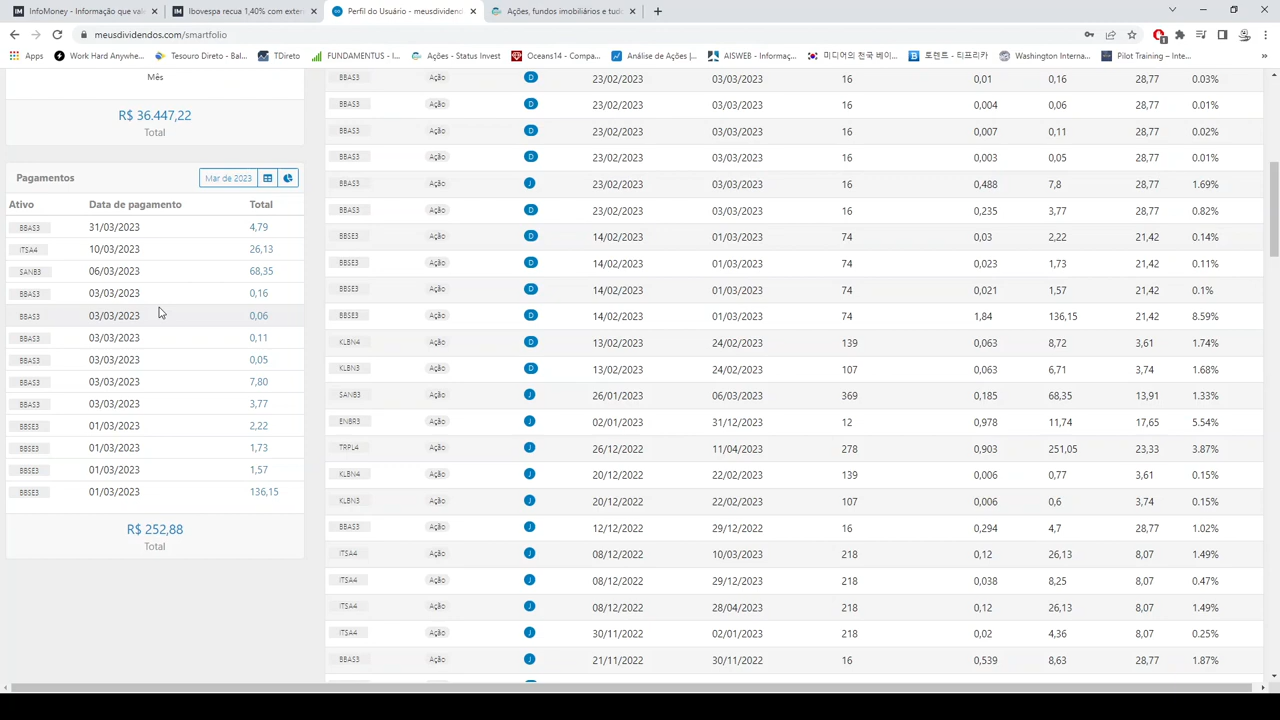 InfoMoney - Informação que vale
Ibovespa recua 1,40% com extern
Perfil do Usuário - meusdividend
Ações, fundos imobiliários e tud
meusdividendos.com/smartfolio
Apps
Work Hard Anywhe...
Tesouro Direto - Bal...
TDireto
FUNDAMENTUS - I...
Ações - Status Invest
Oceans14 - Compa...
Análise de Ações |...
AISWEB - Informaç...
미디어의 천국 베이...
토렌트 - 티프리카
Washington Interna...
Pilot Training – Inte...
Mês
R$ 36.447,22
Total
Pagamentos
Mar de 2023
Ativo Data de pagamento Total
BBAS3 31/03/2023 4,79
ITSA4 10/03/2023 26,13
SANB3 06/03/2023 68,35
BBAS3 03/03/2023 0,16
BBAS3 03/03/2023 0,06
BBAS3 03/03/2023 0,11
BBAS3 03/03/2023 0,05
BBAS3 03/03/2023 7,80
BBAS3 03/03/2023 3,77
BBSE3 01/03/2023 2,22
BBSE3 01/03/2023 1,73
BBSE3 01/03/2023 1,57
BBSE3 01/03/2023 136,15
R$ 252,88
Total
BBAS3 Ação D 23/02/2023 03/03/2023 16 0,01 0,16 28,77 0.03%
BBAS3 Ação D 23/02/2023 03/03/2023 16 0,004 0,06 28,77 0.01%
BBAS3 Ação D 23/02/2023 03/03/2023 16 0,007 0,11 28,77 0.02%
BBAS3 Ação D 23/02/2023 03/03/2023 16 0,003 0,05 28,77 0.01%
BBAS3 Ação J 23/02/2023 03/03/2023 16 0,488 7,8 28,77 1.69%
BBAS3 Ação D 23/02/2023 03/03/2023 16 0,235 3,77 28,77 0.82%
BBSE3 Ação D 14/02/2023 01/03/2023 74 0,03 2,22 21,42 0.14%
BBSE3 Ação D 14/02/2023 01/03/2023 74 0,023 1,73 21,42 0.11%
BBSE3 Ação D 14/02/2023 01/03/2023 74 0,021 1,57 21,42 0.1%
BBSE3 Ação D 14/02/2023 01/03/2023 74 1,84 136,15 21,42 8.59%
KLBN4 Ação D 13/02/2023 24/02/2023 139 0,063 8,72 3,61 1.74%
KLBN3 Ação D 13/02/2023 24/02/2023 107 0,063 6,71 3,74 1.68%
SANB3 Ação J 26/01/2023 06/03/2023 369 0,185 68,35 13,91 1.33%
ENBR3 Ação J 02/01/2023 31/12/2023 12 0,978 11,74 17,65 5.54%
TRPL4 Ação J 26/12/2022 11/04/2023 278 0,903 251,05 23,33 3.87%
KLBN4 Ação J 20/12/2022 22/02/2023 139 0,006 0,77 3,61 0.15%
KLBN3 Ação J 20/12/2022 22/02/2023 107 0,006 0,6 3,74 0.15%
BBAS3 Ação J 12/12/2022 29/12/2022 16 0,294 4,7 28,77 1.02%
ITSA4 Ação J 08/12/2022 10/03/2023 218 0,12 26,13 8,07 1.49%
ITSA4 Ação J 08/12/2022 29/12/2023 218 0,038 8,25 8,07 0.47%
ITSA4 Ação J 08/12/2022 28/04/2023 218 0,12 26,13 8,07 1.49%
ITSA4 Ação J 30/11/2022 02/01/2023 218 0,02 4,36 8,07 0.25%
BBAS3 Ação J 21/11/2022 30/11/2022 16 0,539 8,63 28,77 1.87%